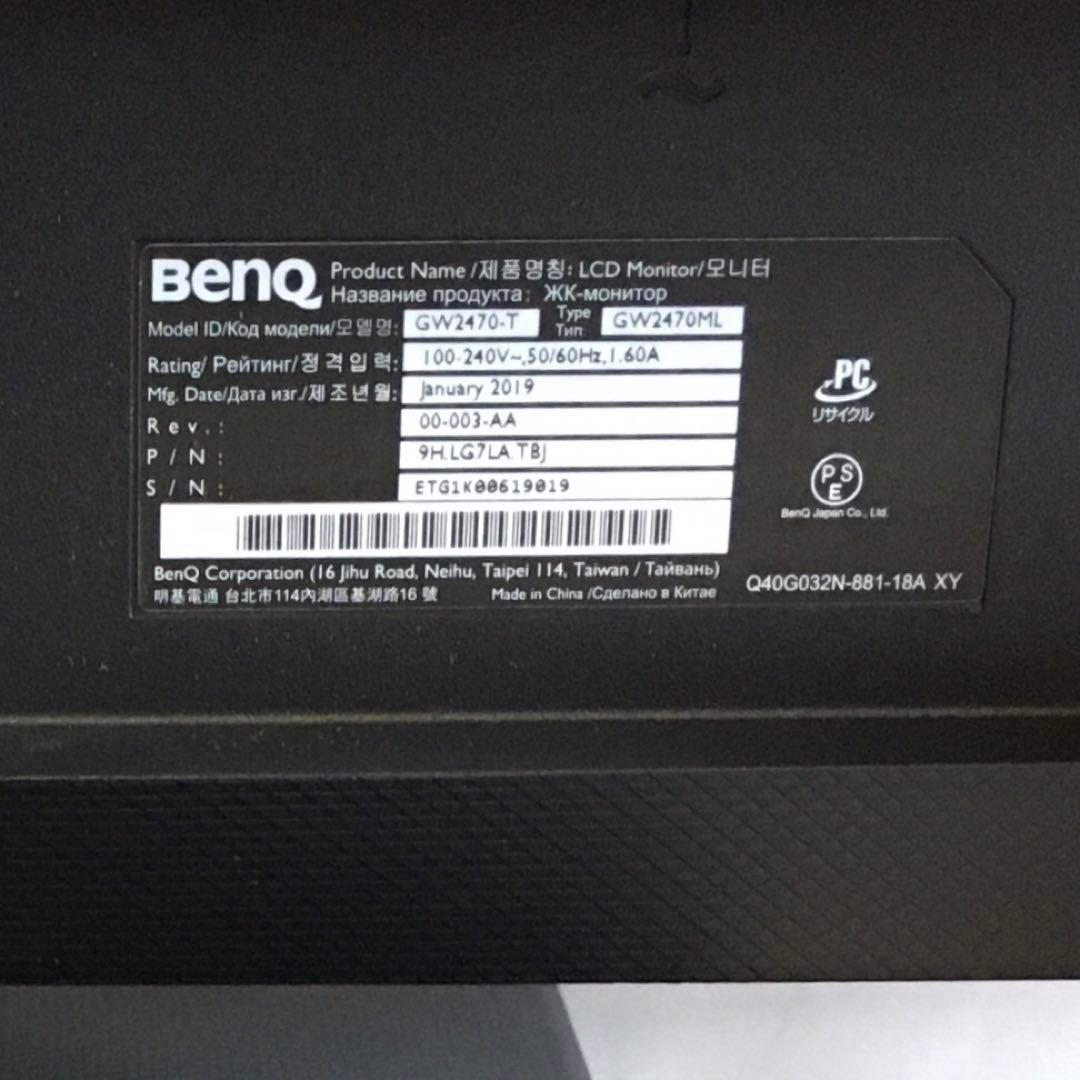 BenQ
Product Name /제품명칭: LCD Monitor/모니터
Название продукта: ЖК-монитор
Model ID/Код модели/모델명: GW2470-T Type Тип: GW2470ML
Rating/ Рейтинг/정격입력: 100-240V~,50/60Hz,1.60A
Mfg. Date/Дата изг./제조년월: January 2019
Rev.: 00-003-AA
P/N: 9H.LG7LA.TBJ
S/N: ETG1K00619019
BenQ Corporation (16 Jihu Road, Neihu, Taipei 114, Taiwan / Тайвань)
明基電通 台北市114內湖區基湖路16 號 Made in China /Сделано в Китае
PC
リサイクル
PSE
BenQ Japan Co., Ltd.
Q40G032N-881-18A XY